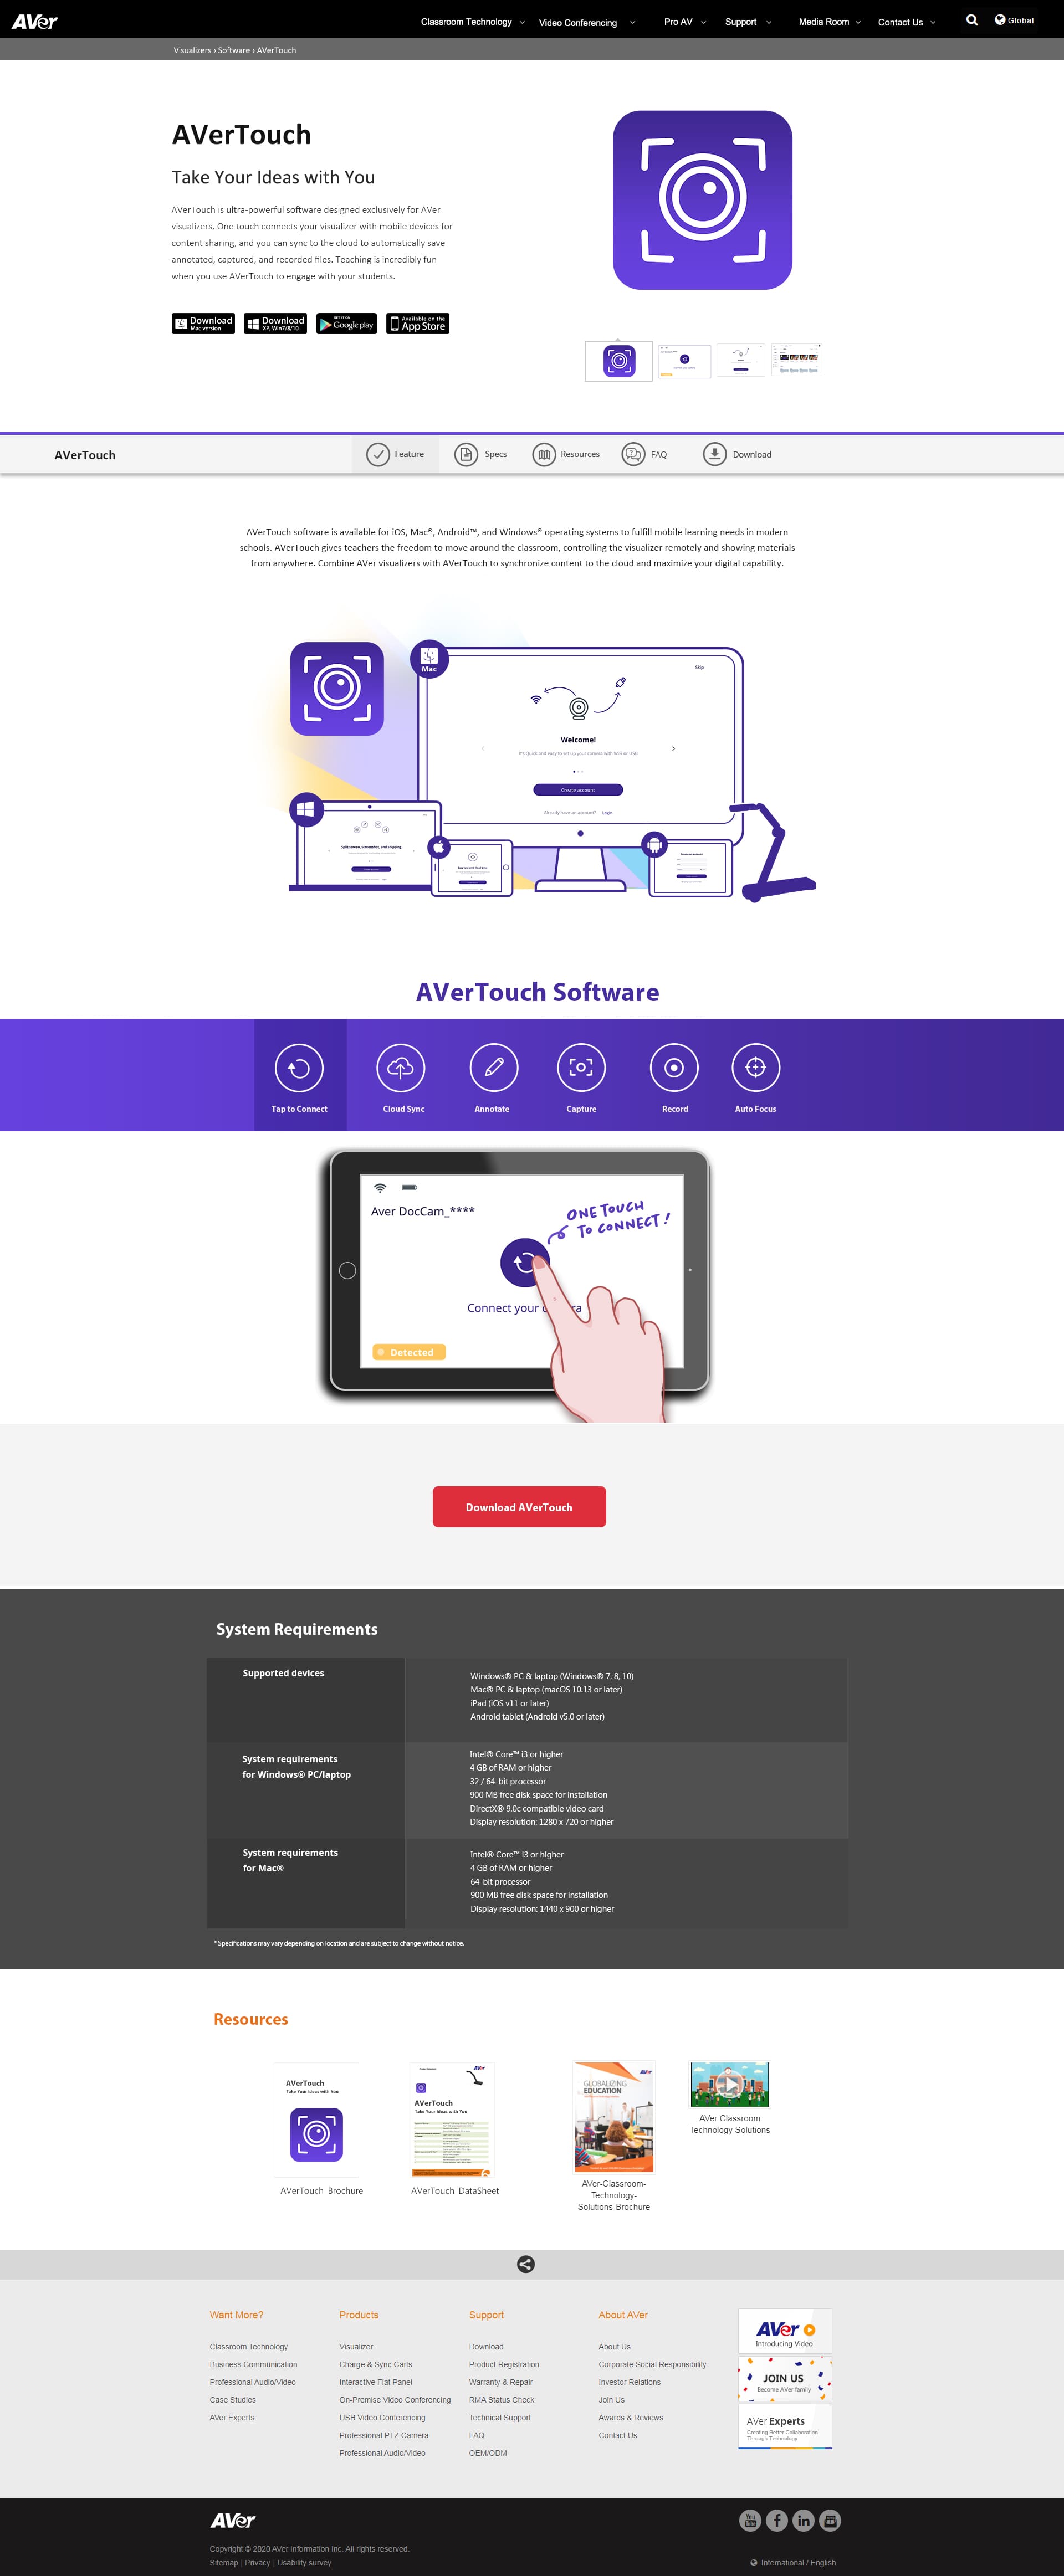 AVer
Classroom Technology
Video Conferencing
Pro AV
Support
Media Room
Contact Us
Global
Visualizers › Software › AVerTouch
AVerTouch
Take Your Ideas with You
AVerTouch is ultra-powerful software designed exclusively for AVer
visualizers. One touch connects your visualizer with mobile devices for
content sharing, and you can sync to the cloud to automatically save
annotated, captured, and recorded files. Teaching is incredibly fun
when you use AVerTouch to engage with your students.
Download
Mac version
Download
XP, Win7/8/10
GET IT ON
Google play
Available on the
App Store
AVerTouch
Feature
Specs
Resources
FAQ
Download
AVerTouch software is available for iOS, Mac®, Android™, and Windows® operating systems to fulfill mobile learning needs in modern
schools. AVerTouch gives teachers the freedom to move around the classroom, controlling the visualizer remotely and showing materials
from anywhere. Combine AVer visualizers with AVerTouch to synchronize content to the cloud and maximize your digital capability.
Mac
Skip
Welcome!
It's Quick and easy to set up your camera with WiFi or USB
Create account
Already have an account? Login
Split screen, screenshot, and snipping
AVerTouch Software
Tap to Connect
Cloud Sync
Annotate
Capture
Record
Auto Focus
Aver DocCam_****
ONE TOUCH
TO CONNECT!
Connect your c ra
Detected
Download AVerTouch
System Requirements
Supported devices
Windows® PC & laptop (Windows® 7, 8, 10)
Mac® PC & laptop (macOS 10.13 or later)
iPad (iOS v11 or later)
Android tablet (Android v5.0 or later)
System requirements
for Windows® PC/laptop
Intel® Core™ i3 or higher
4 GB of RAM or higher
32 / 64-bit processor
900 MB free disk space for installation
DirectX® 9.0c compatible video card
Display resolution: 1280 x 720 or higher
System requirements
for Mac®
Intel® Core™ i3 or higher
4 GB of RAM or higher
64-bit processor
900 MB free disk space for installation
Display resolution: 1440 x 900 or higher
* Specifications may vary depending on location and are subject to change without notice.
Resources
AVerTouch
Take Your Ideas with You
AVerTouch Brochure
AVer
AVerTouch
Take Your Ideas with You
AVerTouch DataSheet
AVer
GLOBALIZING
EDUCATION
AVer-Classroom-
Technology-
Solutions-Brochure
AVer Classroom
Technology Solutions
Want More?
Classroom Technology
Business Communication
Professional Audio/Video
Case Studies
AVer Experts
Products
Visualizer
Charge & Sync Carts
Interactive Flat Panel
On-Premise Video Conferencing
USB Video Conferencing
Professional PTZ Camera
Professional Audio/Video
Support
Download
Product Registration
Warranty & Repair
RMA Status Check
Technical Support
FAQ
OEM/ODM
About AVer
About Us
Corporate Social Responsibility
Investor Relations
Join Us
Awards & Reviews
Contact Us
AVer
Introducing Video
JOIN US
Become AVer family
AVer Experts
Creating Better Collaboration
Through Technology
AVer
You Tube
f
in
Copyright © 2020 AVer Information Inc. All rights reserved.
Sitemap | Privacy | Usability survey
International / English